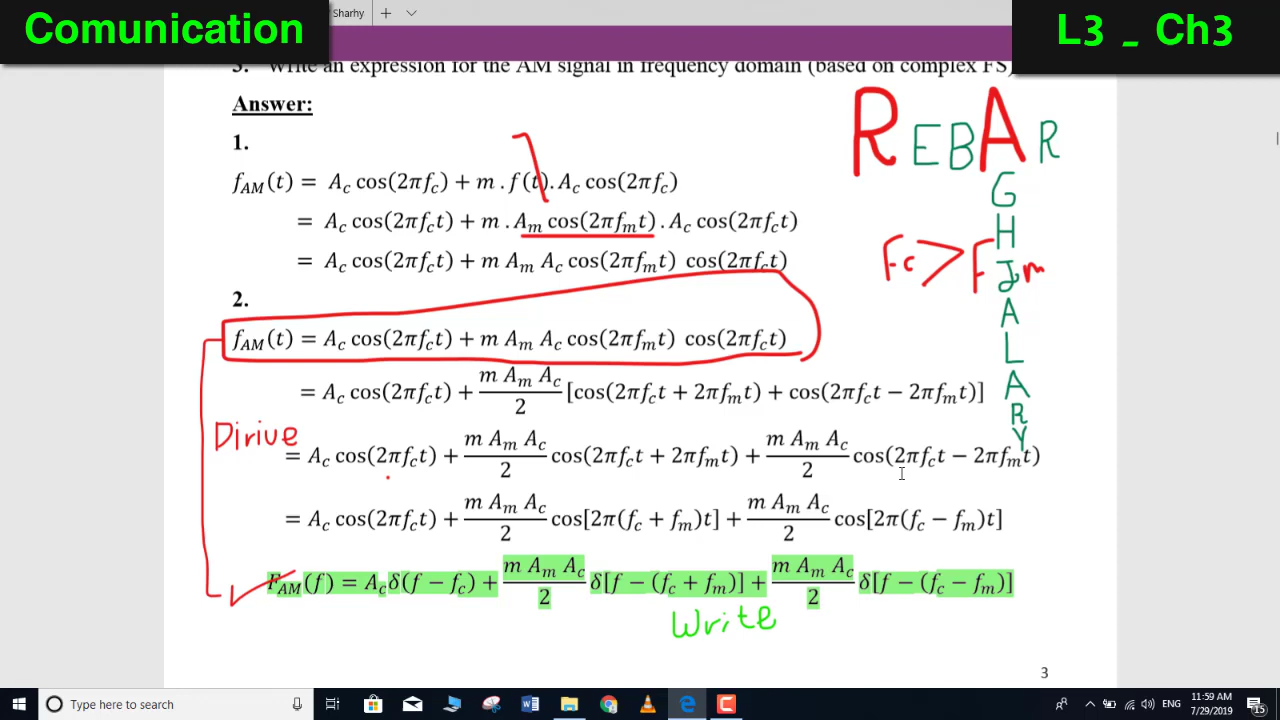 Comunication
Sharhy
L3 - Ch3
3. Write an expression for the AM signal in frequency domain (based on complex FS)
Answer:
1.
f_AM(t) = A_c cos(2πf_c) + m . f(t). A_c cos(2πf_c)
= A_c cos(2πf_c t) + m . A_m cos(2πf_m t) . A_c cos(2πf_c t)
= A_c cos(2πf_c t) + m A_m A_c cos(2πf_m t) cos(2πf_c t)
2.
f_AM(t) = A_c cos(2πf_c t) + m A_m A_c cos(2πf_m t) cos(2πf_c t)
= A_c cos(2πf_c t) + (m A_m A_c)/2 [cos(2πf_c t + 2πf_m t) + cos(2πf_c t − 2πf_m t)]
Dirive
= A_c cos(2πf_c t) + (m A_m A_c)/2 cos(2πf_c t + 2πf_m t) + (m A_m A_c)/2 cos(2πf_c t − 2πf_m t)
= A_c cos(2πf_c t) + (m A_m A_c)/2 cos[2π(f_c + f_m)t] + (m A_m A_c)/2 cos[2π(f_c − f_m)t]
F_AM(f) = A_c δ(f − f_c) + (m A_m A_c)/2 δ[f − (f_c + f_m)] + (m A_m A_c)/2 δ[f − (f_c − f_m)]
Write
3
REBAR
GHJALARY
Fc > Fm
Type here to search
ENG
11:59 AM
7/29/2019
15